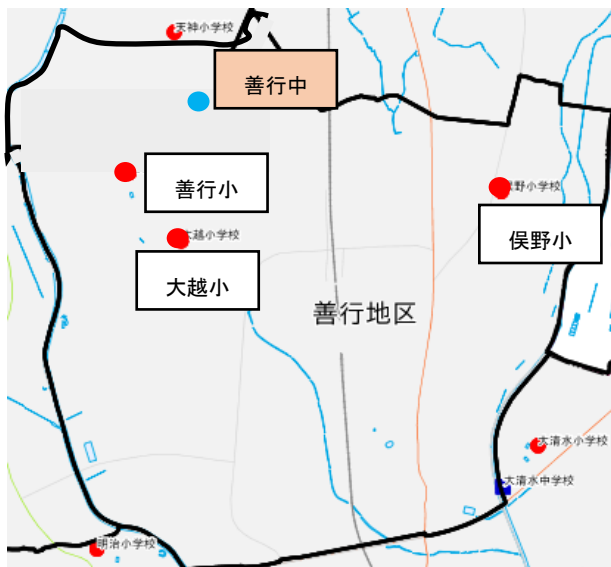 天神小学校
善行中
善行小
俣野小学校
大越小学校
俣野小
大越小
善行地区
大清水小学校
大清水中学校
明治小学校